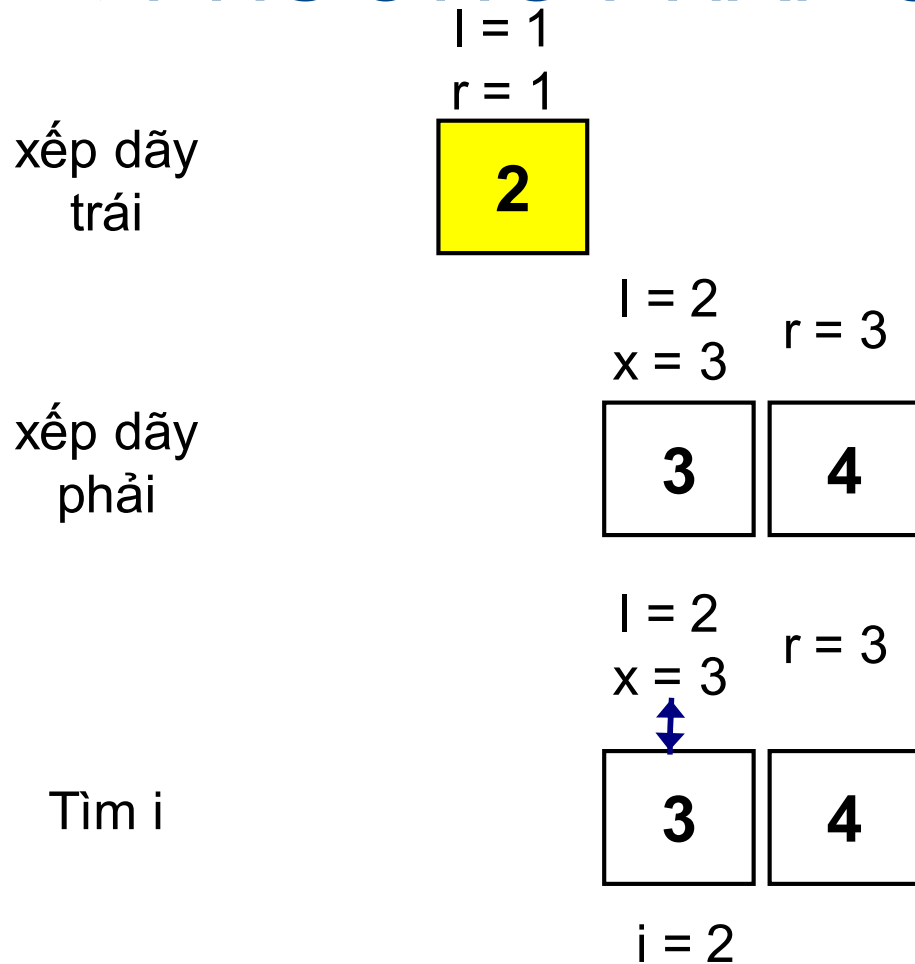 l = 1
r = 1
xếp dãy
trái
2
l = 2
x = 3
r = 3
xếp dãy
phải
3
4
l = 2
x = 3
r = 3
Tìm i
3
4
i = 2